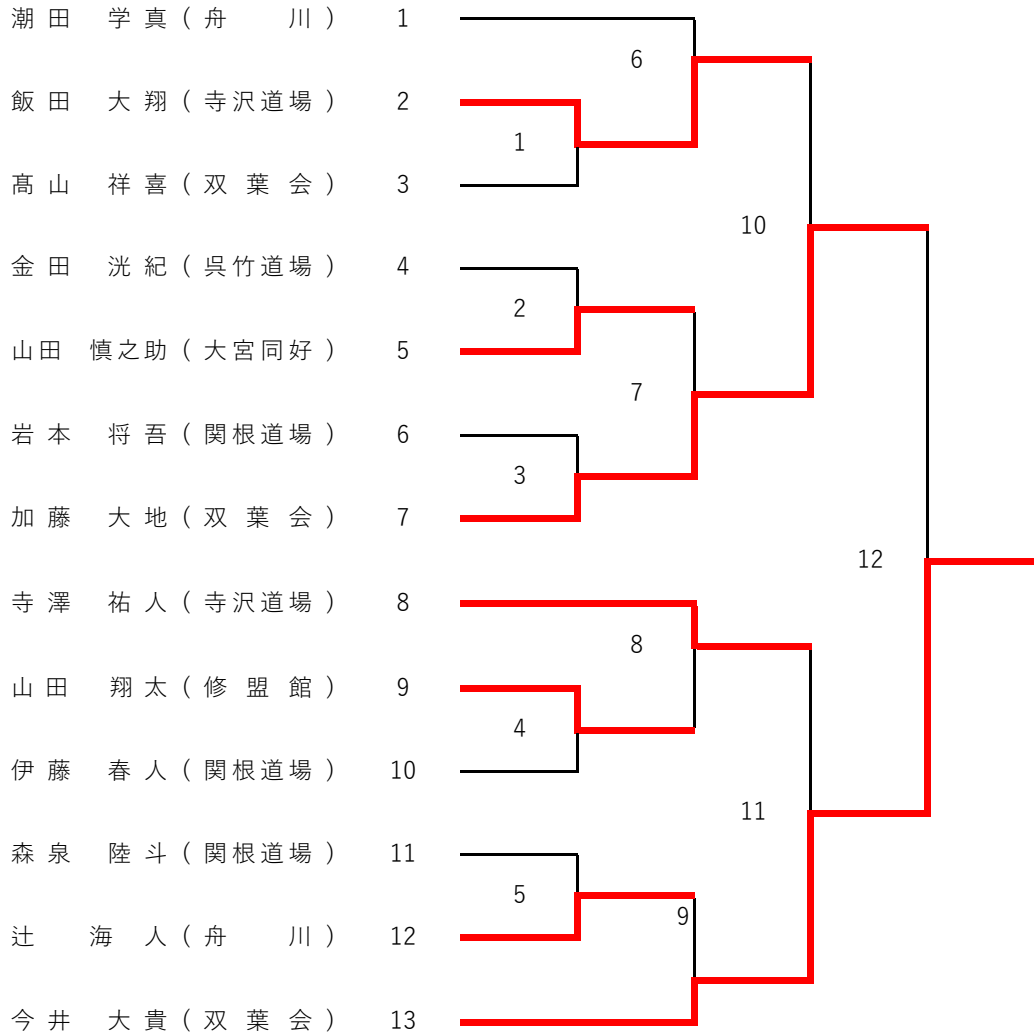 潮田 学真(舟 川) 1
6
飯田 大翔(寺沢道場) 2
1
髙山 祥喜(双葉会) 3
10
金田 洸紀(呉竹道場) 4
2
山田 慎之助(大宮同好) 5
7
岩本 将吾(関根道場) 6
3
加藤 大地(双葉会) 7
12
寺澤 祐人(寺沢道場) 8
8
山田 翔太(修盟館) 9
4
伊藤 春人(関根道場) 10
11
森泉 陸斗(関根道場) 11
5
9
辻 海人(舟 川) 12
今井 大貴(双葉会) 13